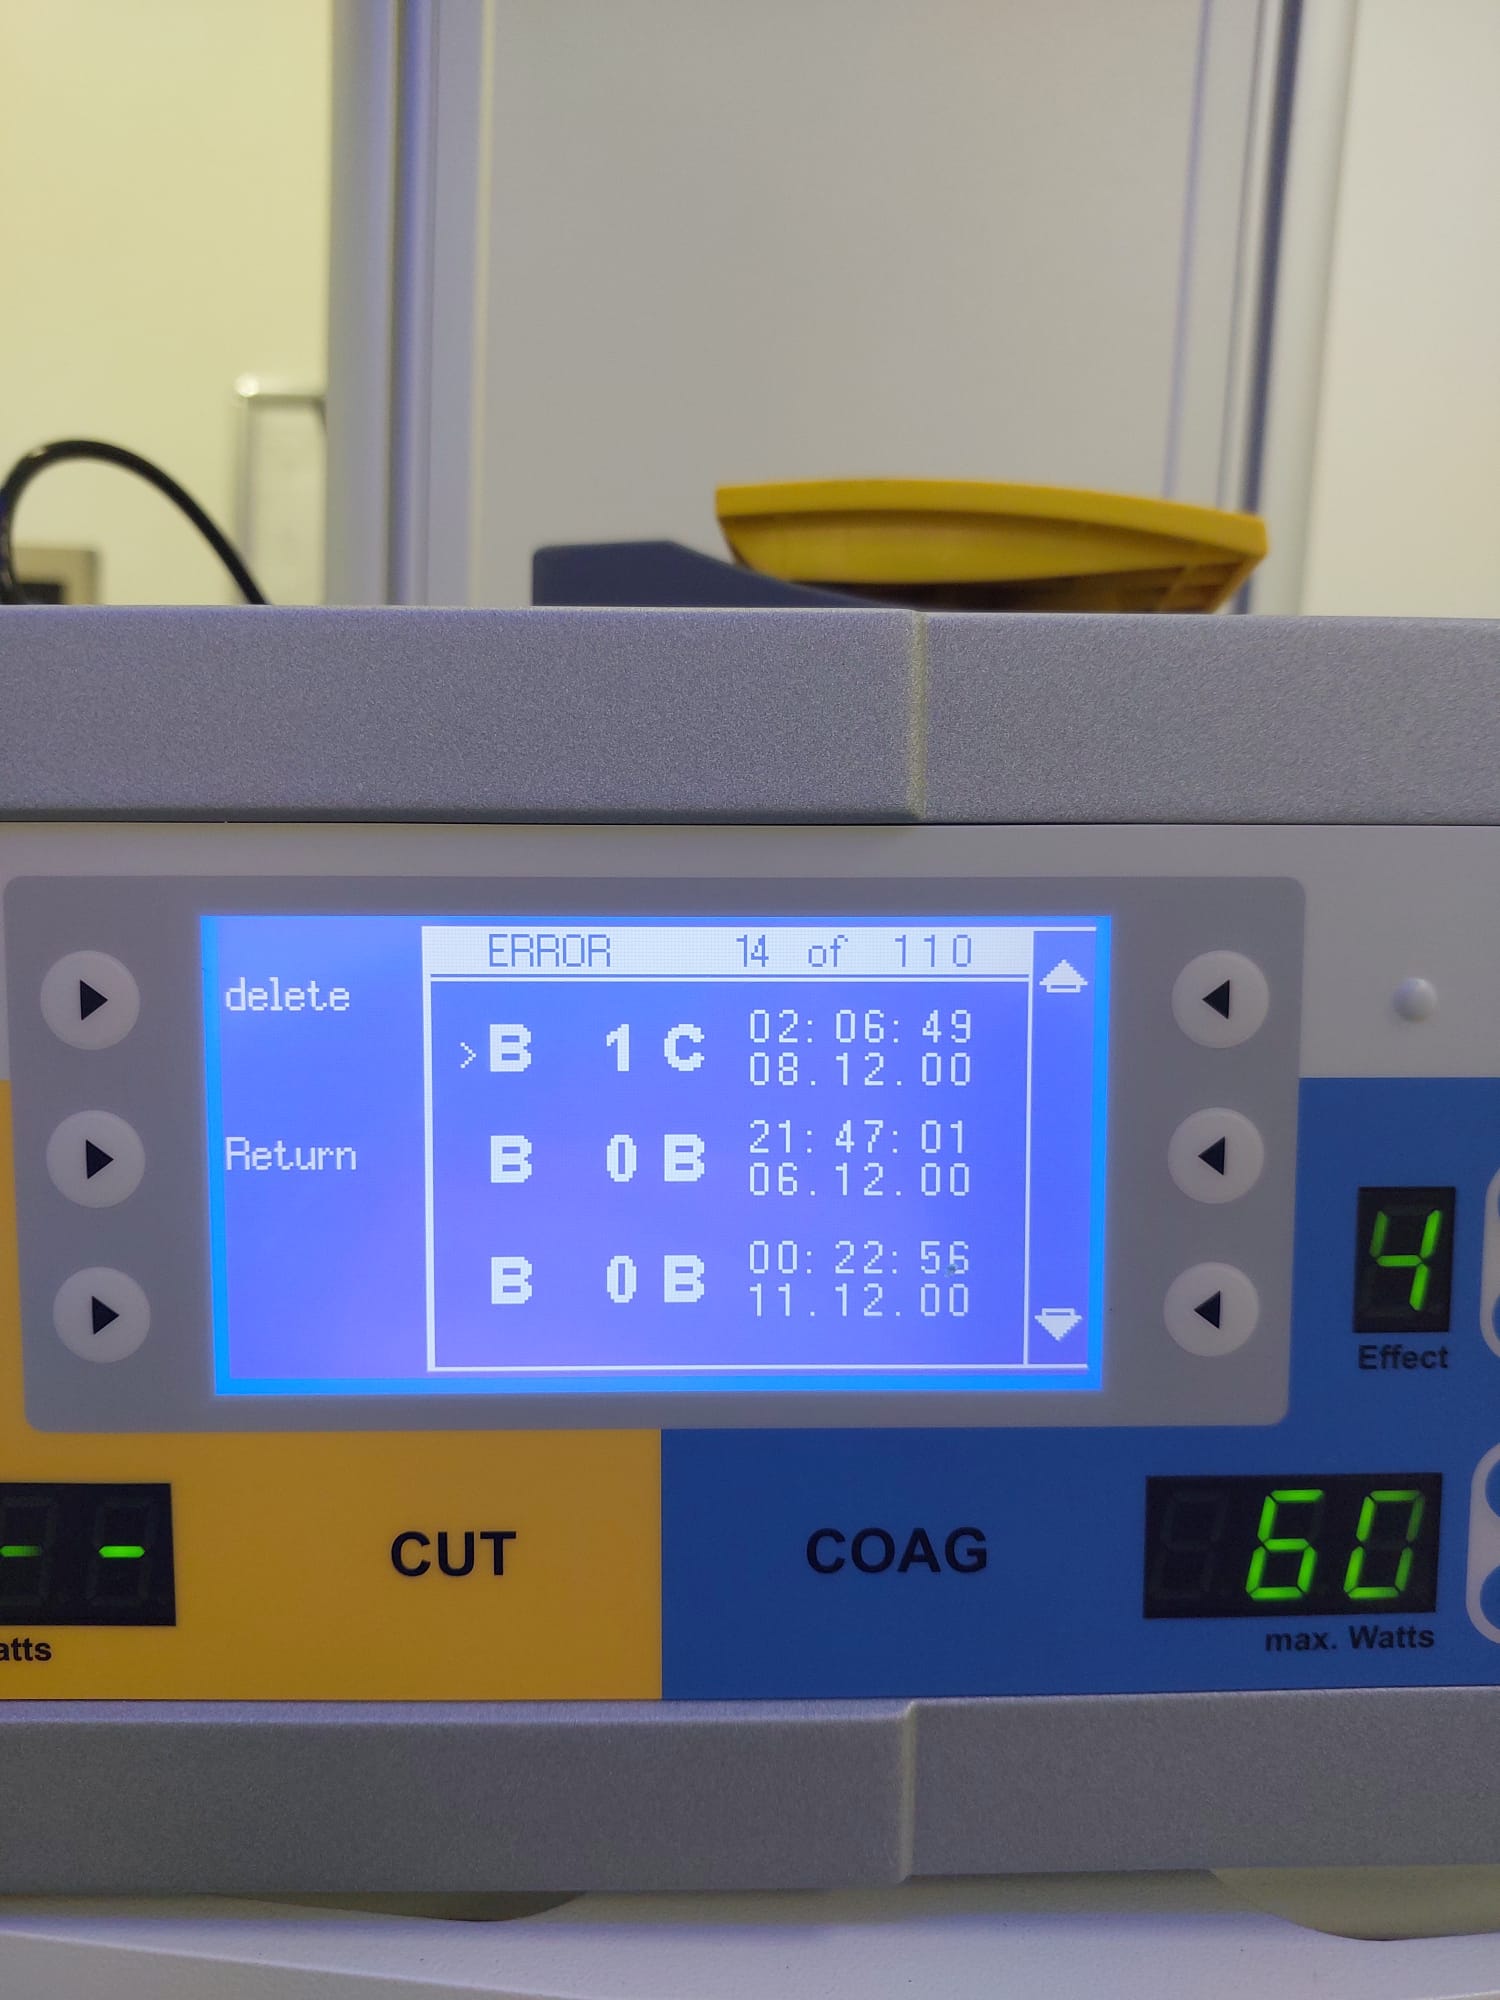 ERROR 14 of 110
delete
>B 1 C 02:06:49
08.12.00
Return
B 0 B 21:47:01
06.12.00
B 0 B 00:22:56
11.12.00
4
Effect
- -
CUT
COAG
60
max. Watts